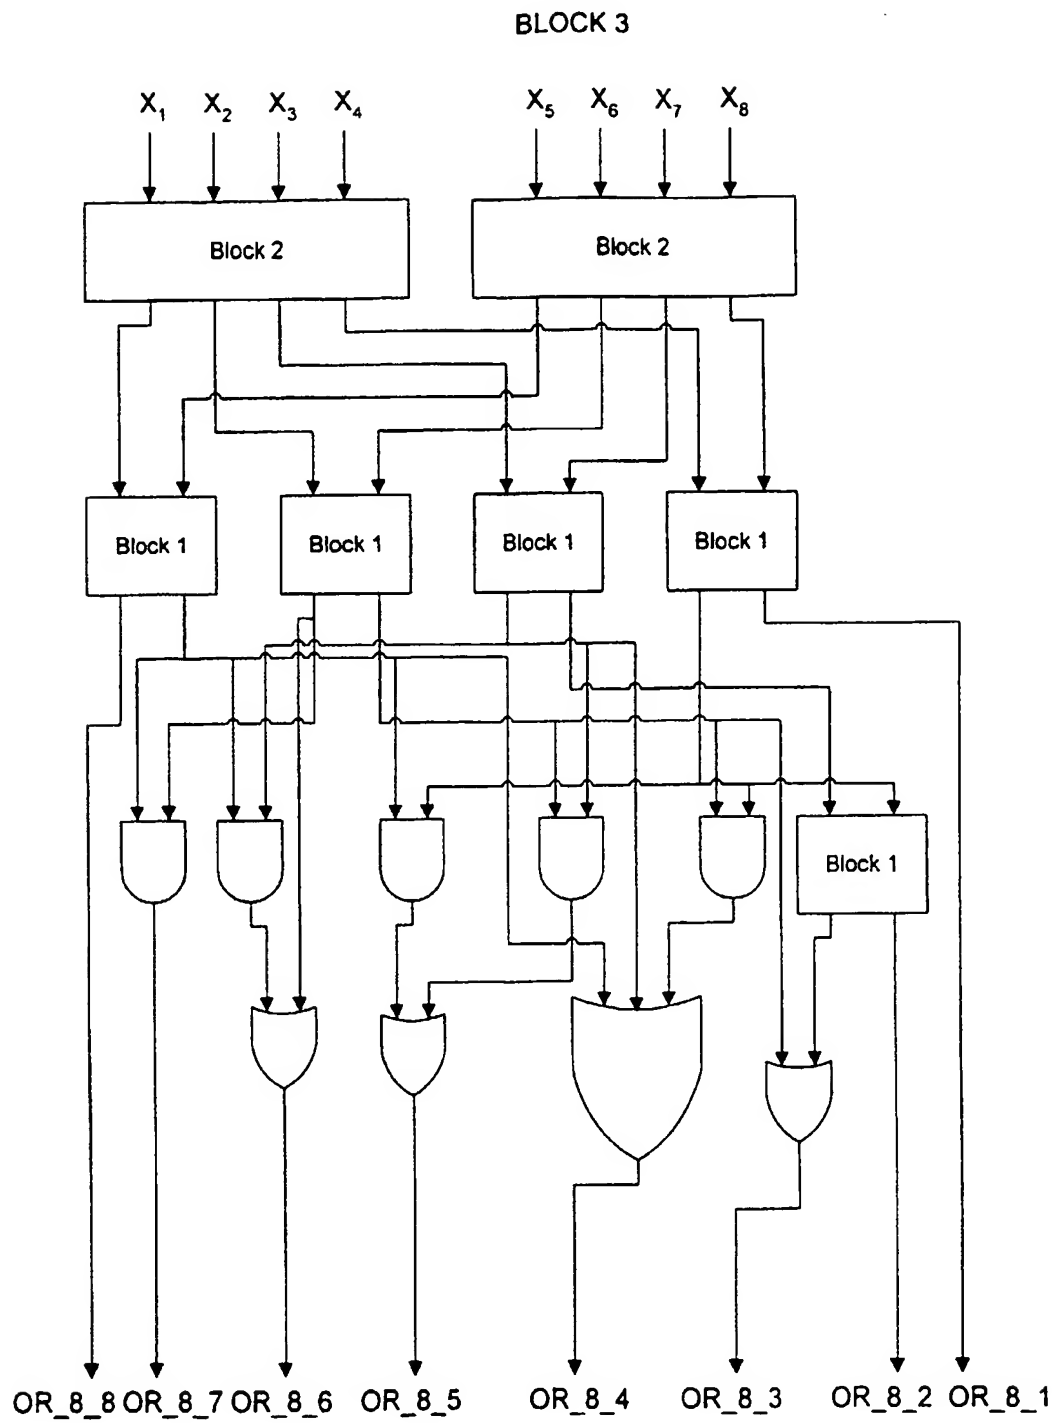 BLOCK 3
X₁ X₂ X₃ X₄ X₅ X₆ X₇ X₈
Block 2 Block 2
Block 1 Block 1 Block 1 Block 1
Block 1
OR_8_8 OR_8_7 OR_8_6 OR_8_5 OR_8_4 OR_8_3 OR_8_2 OR_8_1